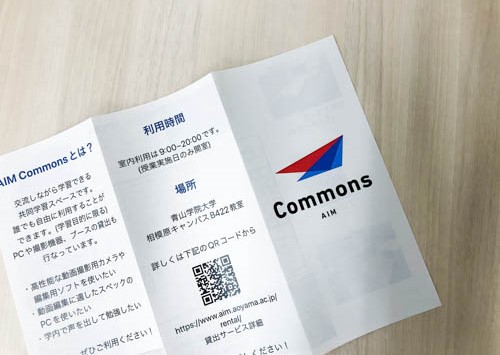 AIM Commonsとは?
交流しながら学習できる
共同学習スペースです。
誰でも自由に利用することが
できます。(学習目的に限る)
PCや撮影機器、ブースの貸出も
行なっています。
・高性能な動画撮影用カメラや
編集用ソフトを使いたい
・動画編集に適したスペックの
PCを使いたい
・学内で声を出して勉強したい
ぜひご利用ください!
利用時間
室内利用は9:00-20:00です。
(授業実施日のみ開室)
場所
青山学院大学
相模原キャンパスB422教室
詳しくは下記のQRコードから
https://www.aim.aoyama.ac.jp/
rental/
貸出サービス詳細
ください!
Commons
AIM